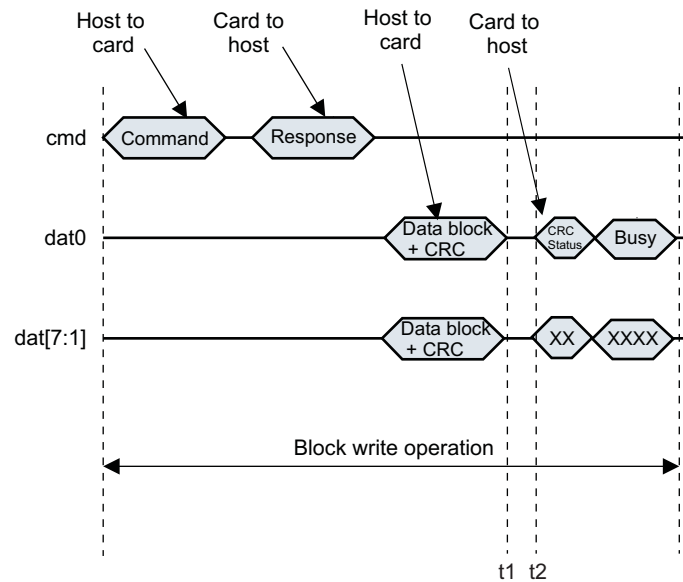 Host to
card
Card to
host
Host to
card
Card to
host
cmd
Command
Response
dat0
Data block
+ CRC
CRC
Status
Busy
dat[7:1]
Data block
+ CRC
XX
XXXX
Block write operation
t1
t2